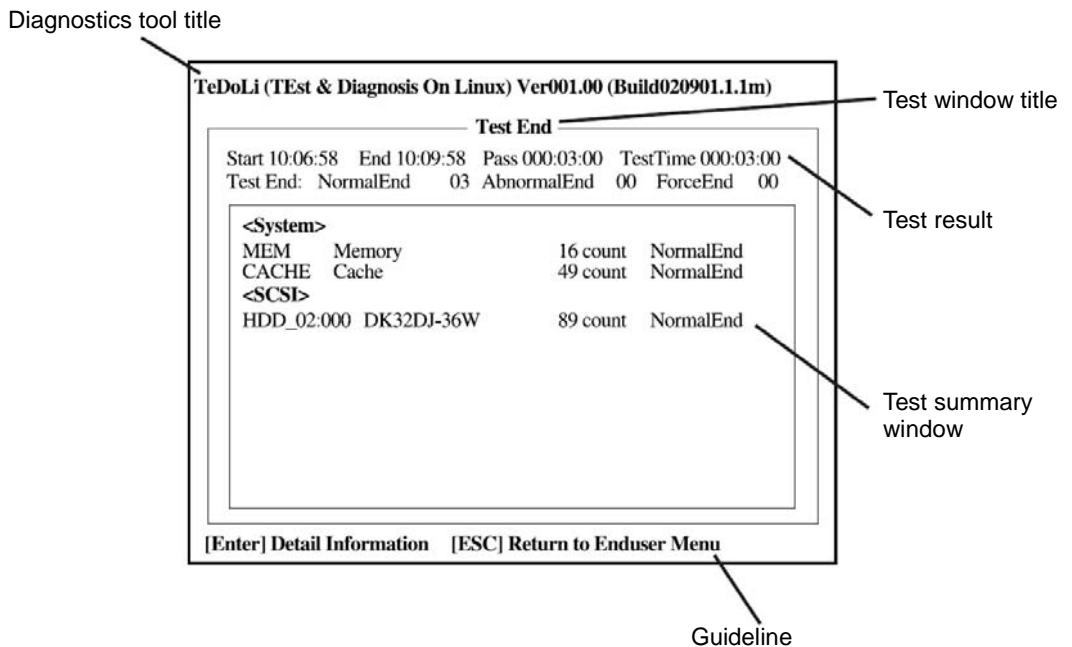 Diagnostics tool title
TeDoLi (TEst & Diagnosis On Linux) Ver001.00 (Build020901.1.1m)
Test window title
Test End
Start 10:06:58 End 10:09:58 Pass 000:03:00 TestTime 000:03:00
Test End: NormalEnd 03 AbnormalEnd 00 ForceEnd 00
Test result
<System>
MEM Memory 16 count NormalEnd
CACHE Cache 49 count NormalEnd
<SCSI>
HDD_02:000 DK32DJ-36W 89 count NormalEnd
Test summary
window
[Enter] Detail Information [ESC] Return to Enduser Menu
Guideline